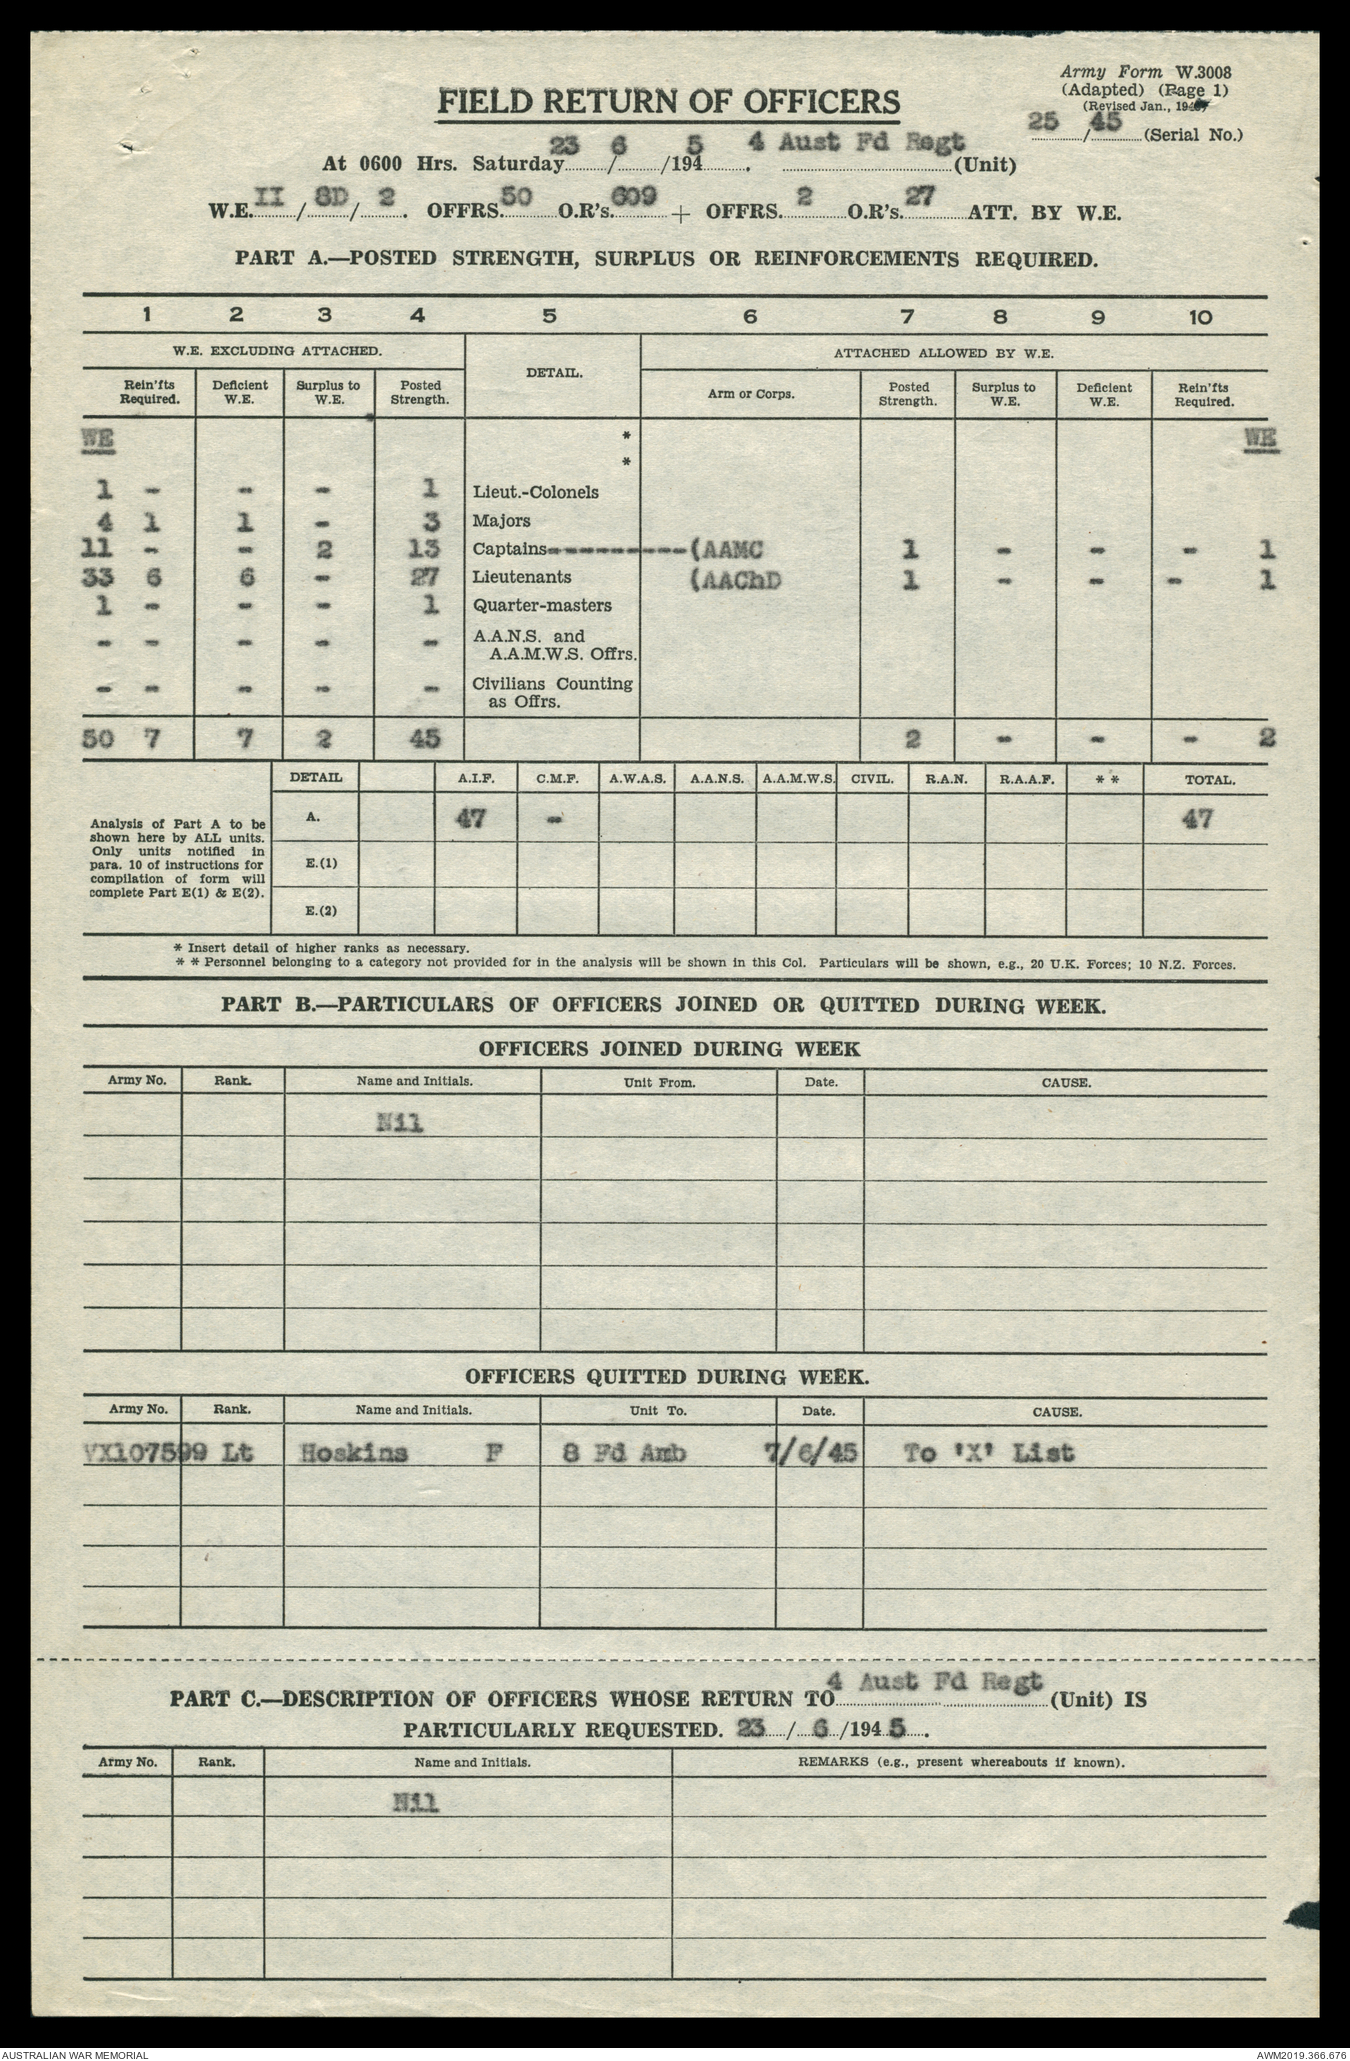 Army Form W.3008
(Adapted) (Page 1)
(Revised Jan., 194
FIELD RETURN OF OFFICERS
25 / 45 (Serial No.)
At 0600 Hrs. Saturday 23 / 6 /194 5 . 4 Aust Fd Regt (Unit)
W.E. II / 8D / 2 . OFFRS. 50 O.R's. 609 + OFFRS. 2 O.R's. 27 ATT. BY W.E.
PART A.—POSTED STRENGTH, SURPLUS OR REINFORCEMENTS REQUIRED.
1 2 3 4 5 6 7 8 9 10
W.E. EXCLUDING ATTACHED. DETAIL. ATTACHED ALLOWED BY W.E.
Rein'fts Required. Deficient W.E. Surplus to W.E. Posted Strength. Arm or Corps. Posted Strength. Surplus to W.E. Deficient W.E. Rein'fts Required.
WE * WE
*
1 - - - 1 Lieut.-Colonels
4 1 1 - 3 Majors
11 - - 2 13 Captains----------(AAMC 1 - - - 1
33 6 6 - 27 Lieutenants (AAChD 1 - - - 1
1 - - - 1 Quarter-masters
- - - - - A.A.N.S. and
A.A.M.W.S. Offrs.
- - - - - Civilians Counting
as Offrs.
50 7 7 2 45 2 - - - 2
DETAIL A.I.F. C.M.F. A.W.A.S. A.A.N.S. A.A.M.W.S. CIVIL. R.A.N. R.A.A.F. * * TOTAL.
Analysis of Part A to be
shown here by ALL units.
Only units notified in
para. 10 of instructions for
compilation of form will
complete Part E(1) & E(2).
A. 47 - 47
E.(1)
E.(2)
* Insert detail of higher ranks as necessary.
* * Personnel belonging to a category not provided for in the analysis will be shown in this Col. Particulars will be shown, e.g., 20 U.K. Forces; 10 N.Z. Forces.
PART B.—PARTICULARS OF OFFICERS JOINED OR QUITTED DURING WEEK.
OFFICERS JOINED DURING WEEK
Army No. Rank. Name and Initials. Unit From. Date. CAUSE.
Nil
OFFICERS QUITTED DURING WEEK.
Army No. Rank. Name and Initials. Unit To. Date. CAUSE.
VX107599 Lt Hoskins F 8 Fd Amb 7/6/45 To 'X' List
PART C.—DESCRIPTION OF OFFICERS WHOSE RETURN TO 4 Aust Fd Regt (Unit) IS
PARTICULARLY REQUESTED. 23 / 6 /194 5 .
Army No. Rank. Name and Initials. REMARKS (e.g., present whereabouts if known).
Nil
AUSTRALIAN WAR MEMORIAL AWM2019.366.676